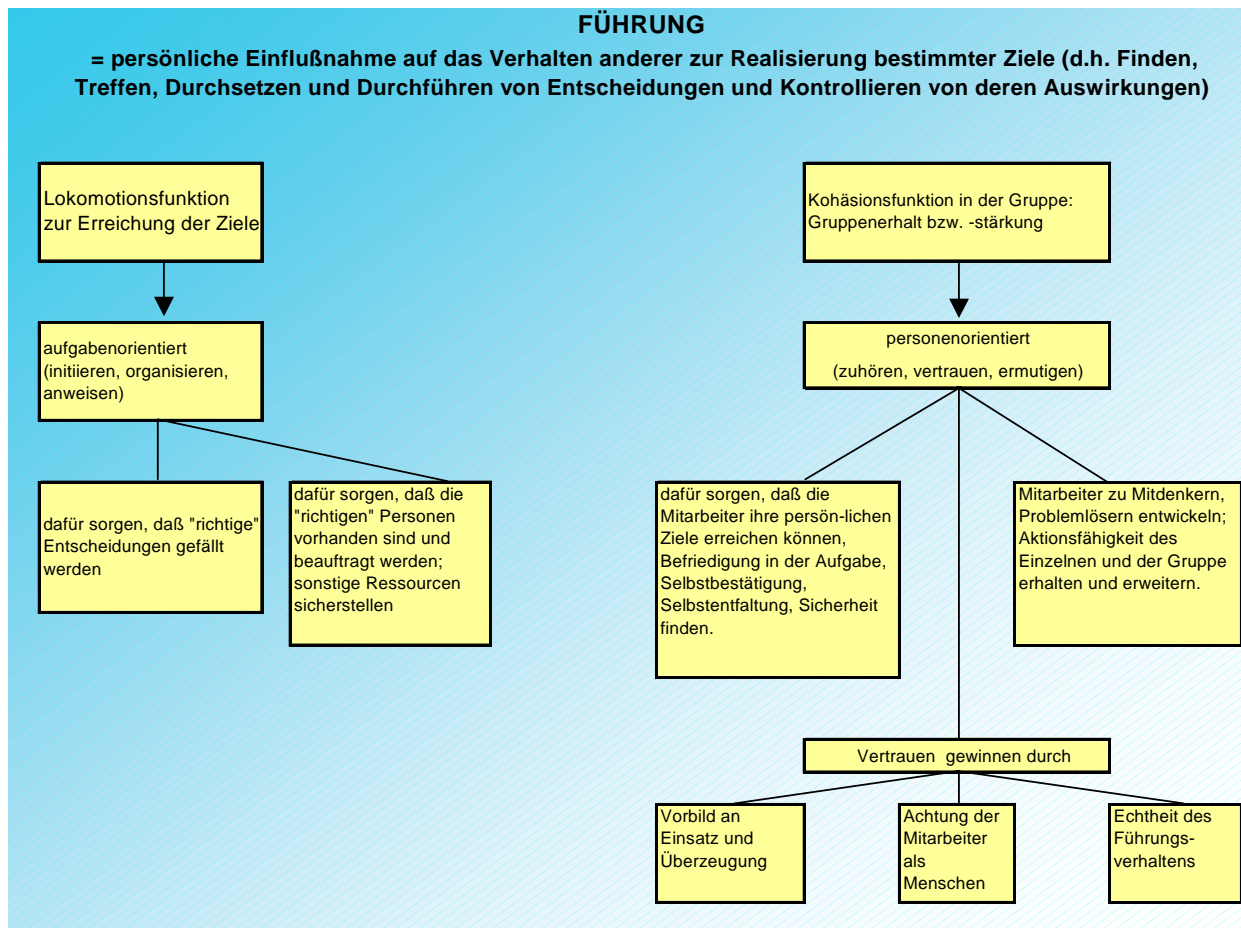 FÜHRUNG
= persönliche Einflußnahme auf das Verhalten anderer zur Realisierung bestimmter Ziele (d.h. Finden,
Treffen, Durchsetzen und Durchführen von Entscheidungen und Kontrollieren von deren Auswirkungen)
Lokomotionsfunktion
zur Erreichung der Ziele
Kohäsionsfunktion in der Gruppe:
Gruppenerhalt bzw. -stärkung
aufgabenorientiert
(initiieren, organisieren,
anweisen)
personenorientiert
(zuhören, vertrauen, ermutigen)
dafür sorgen, daß "richtige"
Entscheidungen gefällt
werden
dafür sorgen, daß die
"richtigen" Personen
vorhanden sind und
beauftragt werden;
sonstige Ressourcen
sicherstellen
dafür sorgen, daß die
Mitarbeiter ihre persön-lichen
Ziele erreichen können,
Befriedigung in der Aufgabe,
Selbstbestätigung,
Selbstentfaltung, Sicherheit
finden.
Mitarbeiter zu Mitdenkern,
Problemlösern entwickeln;
Aktionsfähigkeit des
Einzelnen und der Gruppe
erhalten und erweitern.
Vertrauen gewinnen durch
Vorbild an
Einsatz und
Überzeugung
Achtung der
Mitarbeiter
als
Menschen
Echtheit des
Führungs-
verhaltens